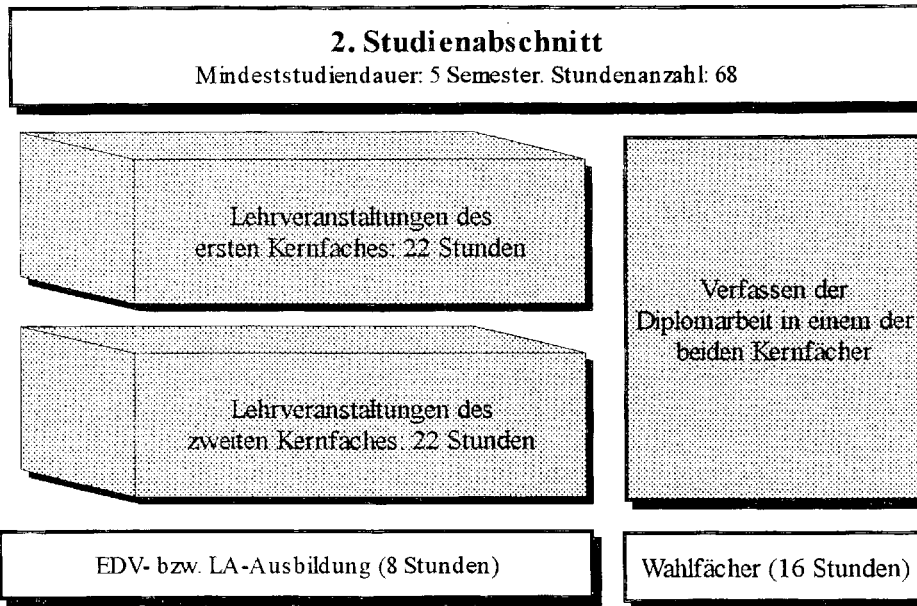 2. Studienabschnitt
Mindeststudiendauer: 5 Semester. Stundenanzahl: 68
Lehrveranstaltungen des
ersten Kernfaches: 22 Stunden
Verfassen der
Diplomarbeit in einem der
beiden Kernfächer
Lehrveranstaltungen des
zweiten Kernfaches: 22 Stunden
EDV- bzw. LA-Ausbildung (8 Stunden)
Wahlfächer (16 Stunden)